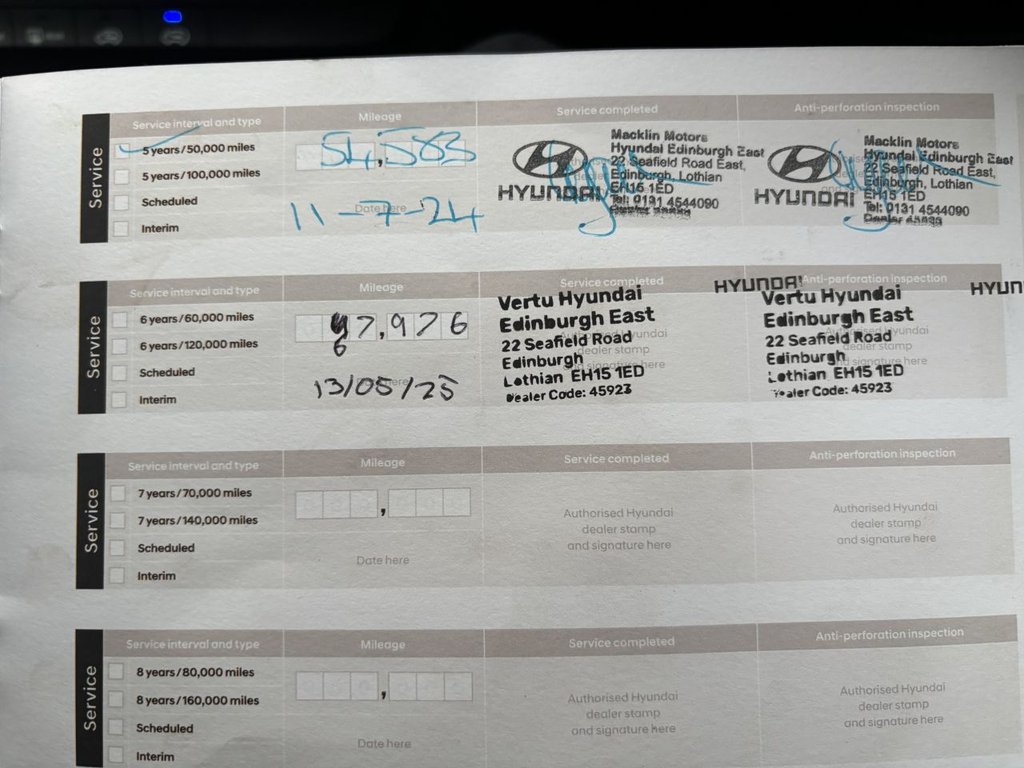 Service
Service interval and type
Mileage
Service completed
Anti-perforation inspection
5 years/50,000 miles
5 years/100,000 miles
Scheduled
Interim
54,583
Date here
11-7-24
HYUNDAI
Macklin Motors
Hyundai Edinburgh East
22 Seafield Road East,
Edinburgh, Lothian
EH15 1ED
Tel: 0131 4544090
HYUNDAI
Macklin Motors
Hyundai Edinburgh East
22 Seafield Road East,
Edinburgh, Lothian
EH15 1ED
Tel: 0131 4544090
Service
Service interval and type
Mileage
Service completed
Anti-perforation inspection
6 years/60,000 miles
6 years/120,000 miles
Scheduled
Interim
7,976
6
13/05/25
Vertu Hyundai
Edinburgh East
22 Seafield Road
Edinburgh
Lothian EH15 1ED
Dealer Code: 45923
HYUNDAI
Vertu Hyundai
Edinburgh East
22 Seafield Road
Edinburgh
Lothian EH15 1ED
Dealer Code: 45923
HYUN
Service
Service interval and type
Mileage
Service completed
Anti-perforation inspection
7 years/70,000 miles
7 years/140,000 miles
Scheduled
Interim
,
Date here
Authorised Hyundai
dealer stamp
and signature here
Authorised Hyundai
dealer stamp
and signature here
Service
Service interval and type
Mileage
Service completed
Anti-perforation inspection
8 years/80,000 miles
8 years/160,000 miles
Scheduled
Interim
,
Date here
Authorised Hyundai
dealer stamp
and signature here
Authorised Hyundai
dealer stamp
and signature here